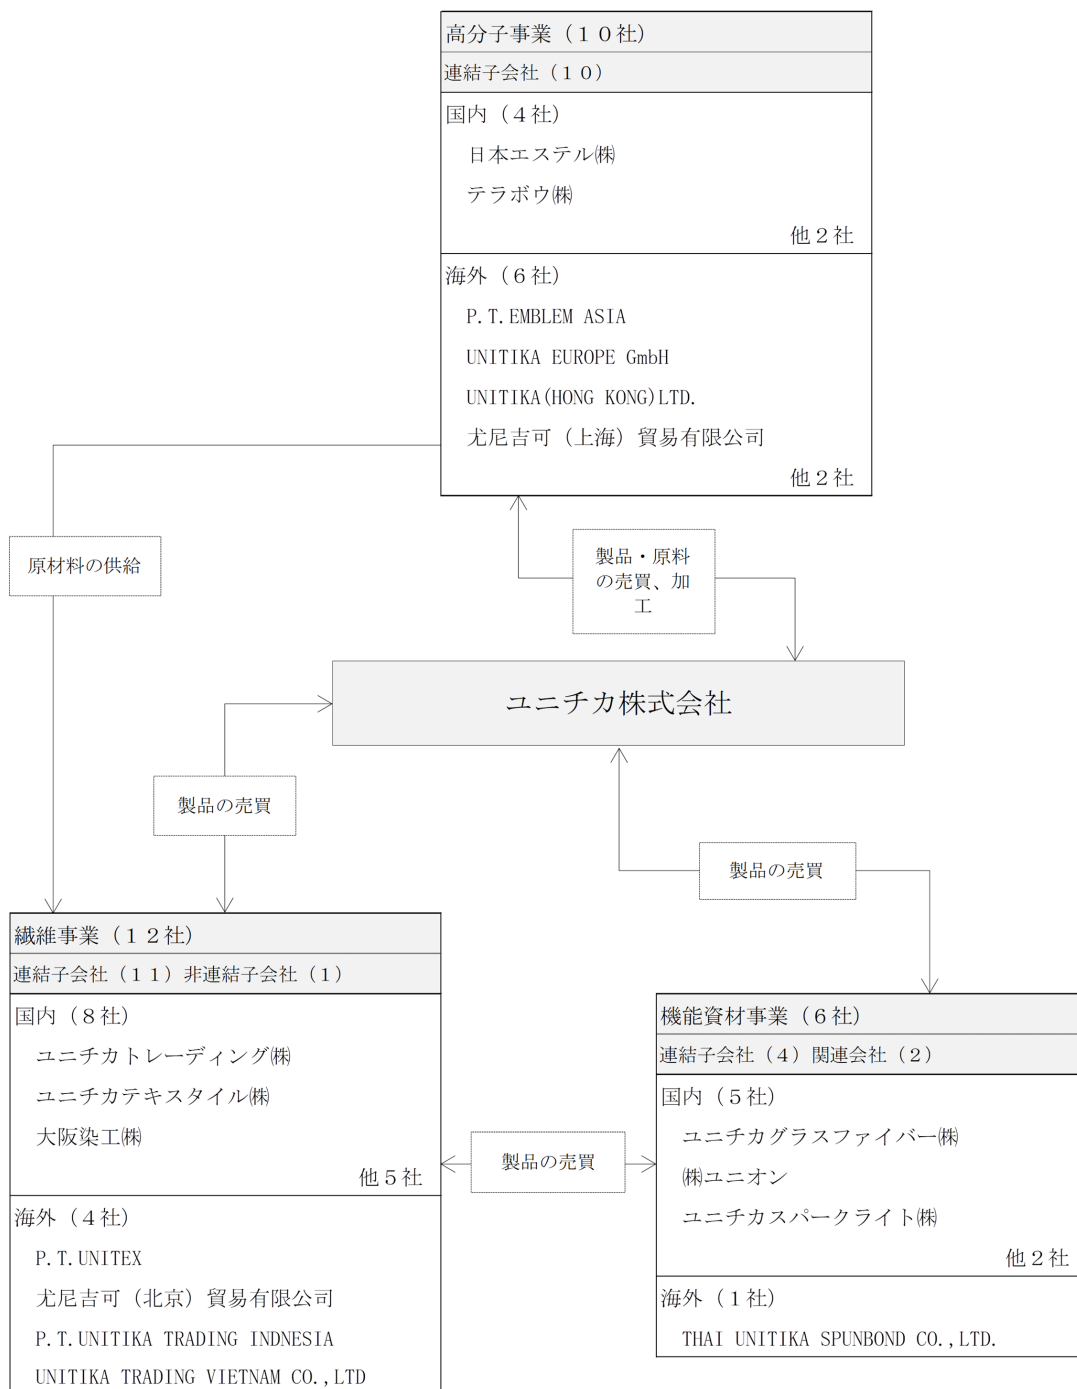 高分子事業（１０社）
連結子会社（１０）
国内（４社）
日本エステル㈱
テラボウ㈱
他２社
海外（６社）
P.T.EMBLEM ASIA
UNITIKA EUROPE GmbH
UNITIKA(HONG KONG)LTD.
尤尼吉可（上海）貿易有限公司
他２社
原材料の供給
製品・原料
の売買、加
工
ユニチカ株式会社
製品の売買
製品の売買
繊維事業（１２社）
連結子会社（１１）非連結子会社（１）
国内（８社）
ユニチカトレーディング㈱
ユニチカテキスタイル㈱
大阪染工㈱
他５社
海外（４社）
P.T.UNITEX
尤尼吉可（北京）貿易有限公司
P.T.UNITIKA TRADING INDNESIA
UNITIKA TRADING VIETNAM CO.,LTD
製品の売買
機能資材事業（６社）
連結子会社（４）関連会社（２）
国内（５社）
ユニチカグラスファイバー㈱
㈱ユニオン
ユニチカスパークライト㈱
他２社
海外（１社）
THAI UNITIKA SPUNBOND CO.,LTD.